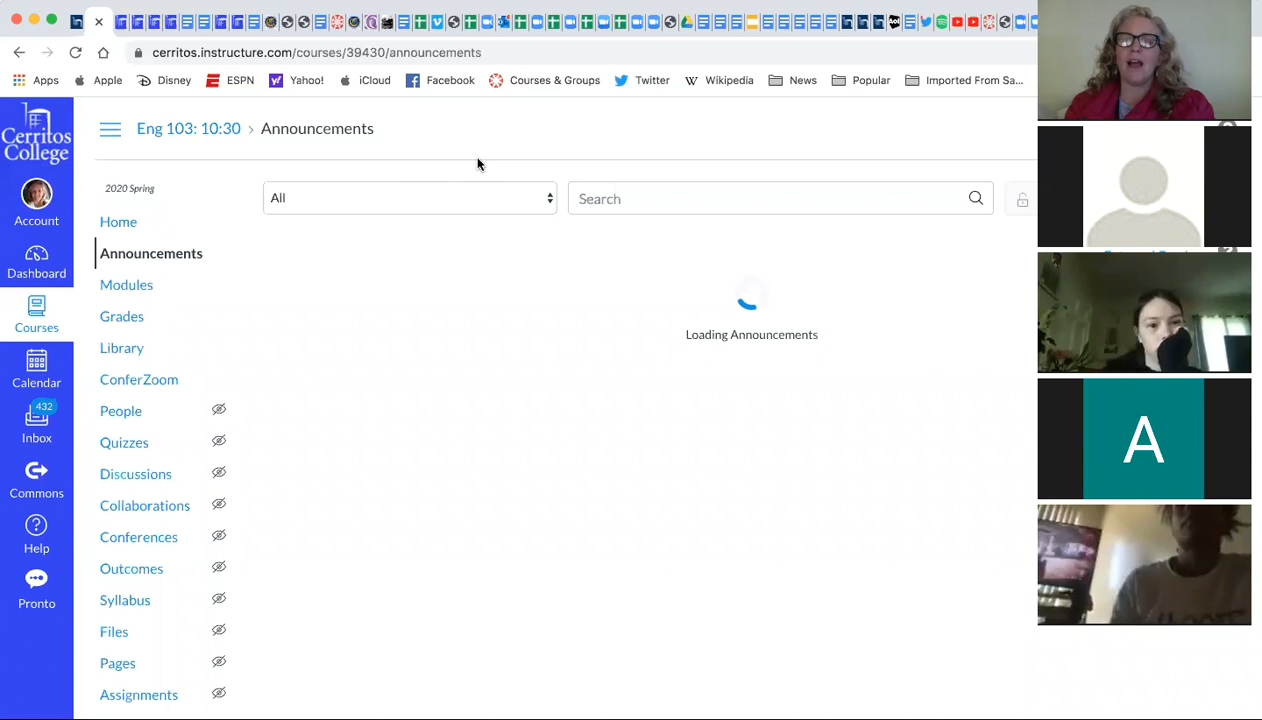 cerritos.instructure.com/courses/39430/announcements
Apps Apple Disney ESPN Yahoo! iCloud Facebook Courses & Groups Twitter Wikipedia News Popular Imported From Sa...
Cerritos College
Account
Dashboard
Courses
Calendar
432
Inbox
Commons
Help
Pronto
Eng 103: 10:30 › Announcements
2020 Spring
Home
Announcements
Modules
Grades
Library
ConferZoom
People
Quizzes
Discussions
Collaborations
Conferences
Outcomes
Syllabus
Files
Pages
Assignments
All
Search
Loading Announcements
A